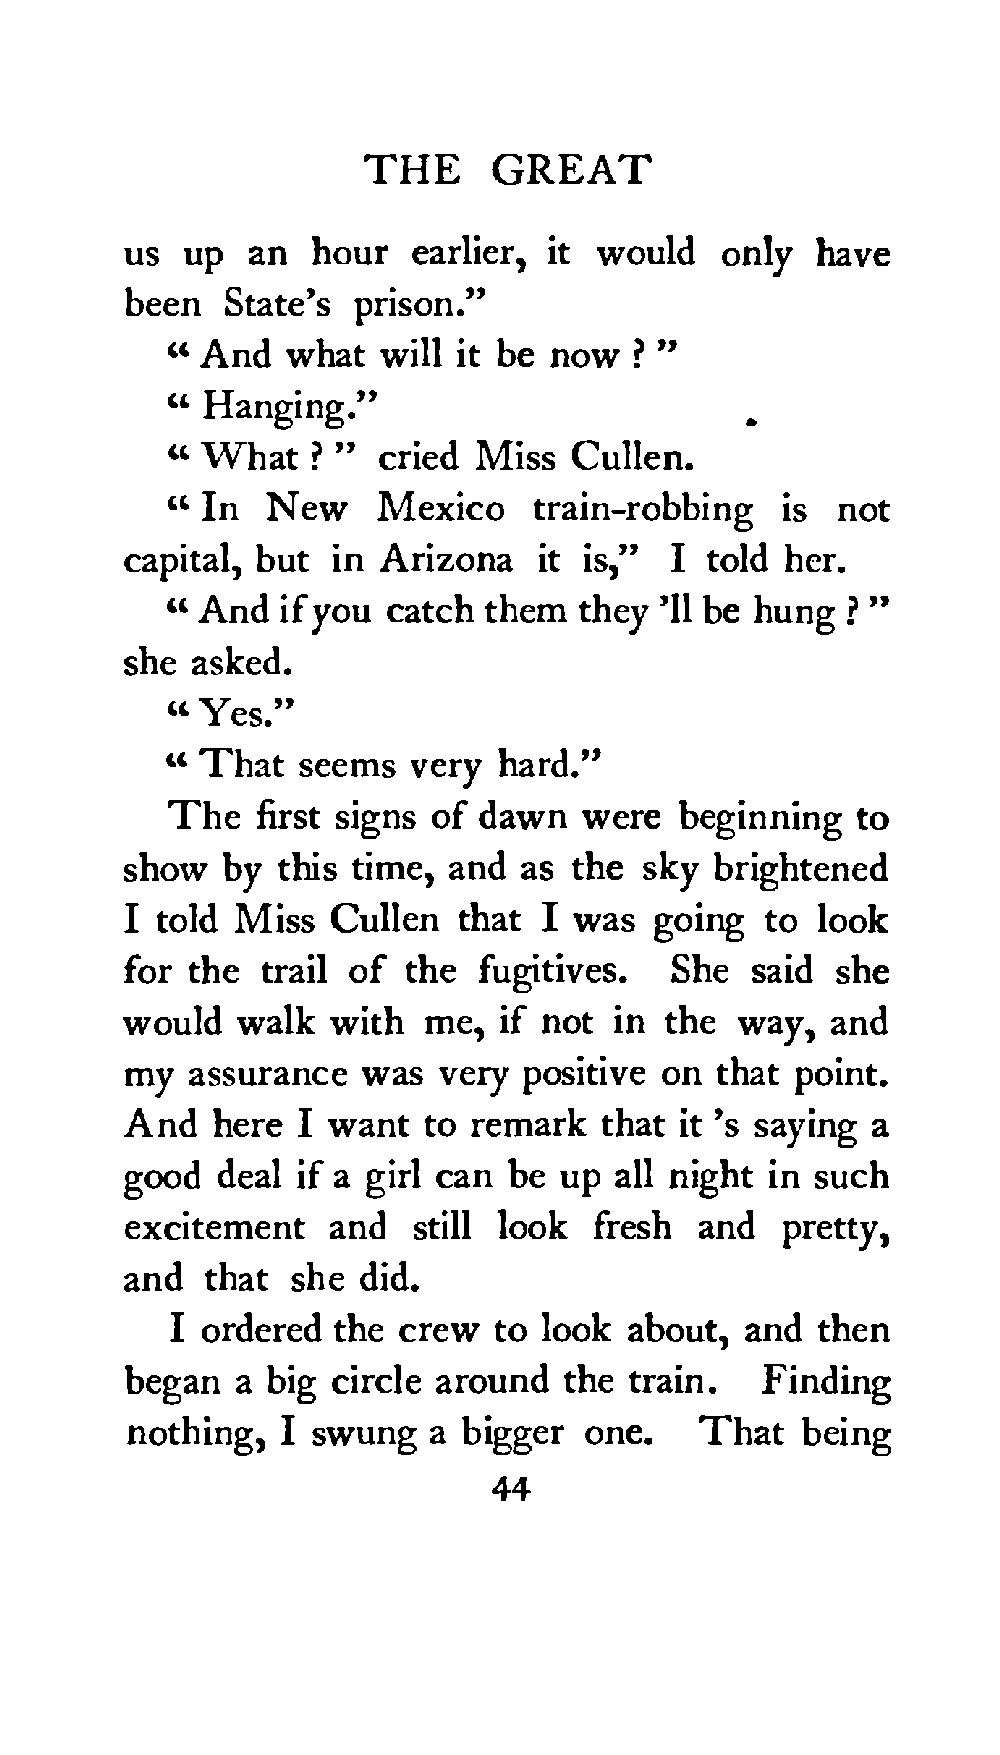 THE GREAT
us up an hour earlier, it would only have
been State's prison."
"And what will it be now?"
"Hanging."
"What?" cried Miss Cullen.
"In New Mexico train-robbing is not
capital, but in Arizona it is," I told her.
"And if you catch them they 'll be hung?"
she asked.
"Yes."
"That seems very hard."
The first signs of dawn were beginning to
show by this time, and as the sky brightened
I told Miss Cullen that I was going to look
for the trail of the fugitives. She said she
would walk with me, if not in the way, and
my assurance was very positive on that point.
And here I want to remark that it 's saying a
good deal if a girl can be up all night in such
excitement and still look fresh and pretty,
and that she did.
I ordered the crew to look about, and then
began a big circle around the train. Finding
nothing, I swung a bigger one. That being
44